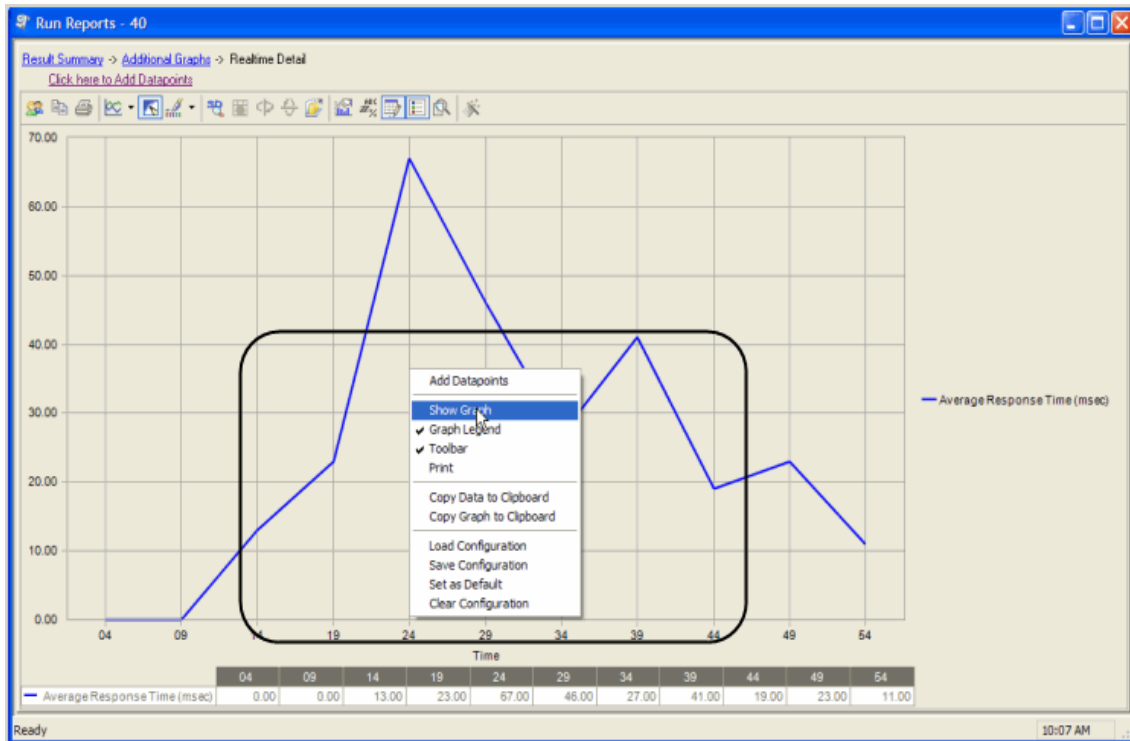 Run Reports - 40
Result Summary -> Additional Graphs -> Realtime Detail
Click here to Add Datapoints
70.00
60.00
50.00
40.00
30.00
20.00
10.00
0.00
Add Datapoints
Show Graph
Graph Legend
Toolbar
Print
Copy Data to Clipboard
Copy Graph to Clipboard
Load Configuration
Save Configuration
Set as Default
Clear Configuration
Average Response Time (msec)
04 09 14 19 24 29 34 39 44 49 54
Time
04 09 14 19 24 29 34 39 44 49 54
Average Response Time (msec) 0.00 0.00 13.00 23.00 67.00 46.00 27.00 41.00 19.00 23.00 11.00
Ready 10:07 AM